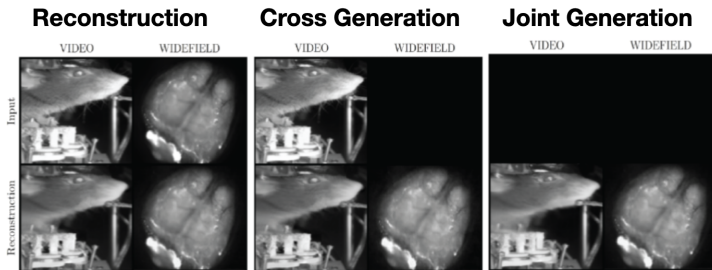 Reconstruction Cross Generation Joint Generation
VIDEO WIDEFIELD VIDEO WIDEFIELD VIDEO WIDEFIELD
Input
Reconstruction